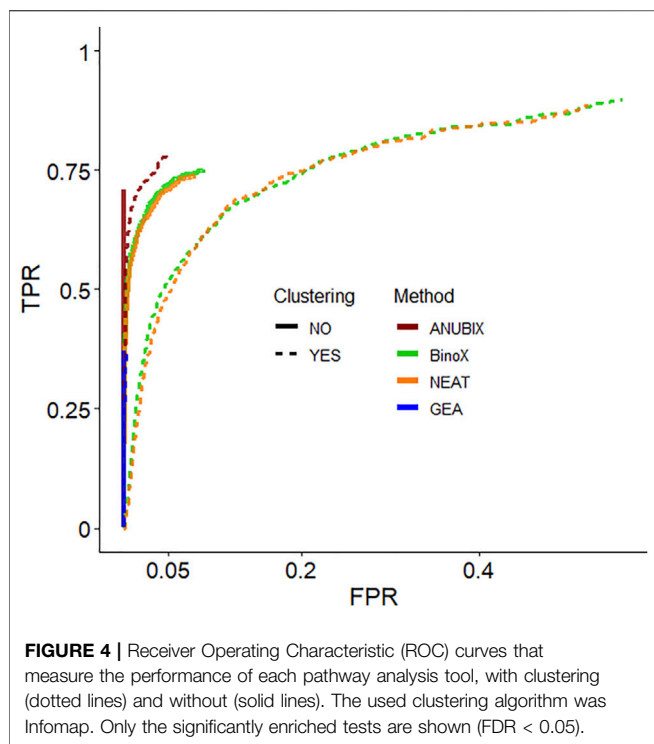 1
0.75
0.5
0.25
0
TPR
0.05
0.2
0.4
FPR
Clustering
NO
YES
Method
ANUBIX
BinoX
NEAT
GEA
FIGURE 4 | Receiver Operating Characteristic (ROC) curves that
measure the performance of each pathway analysis tool, with clustering
(dotted lines) and without (solid lines). The used clustering algorithm was
Infomap. Only the significantly enriched tests are shown (FDR < 0.05).